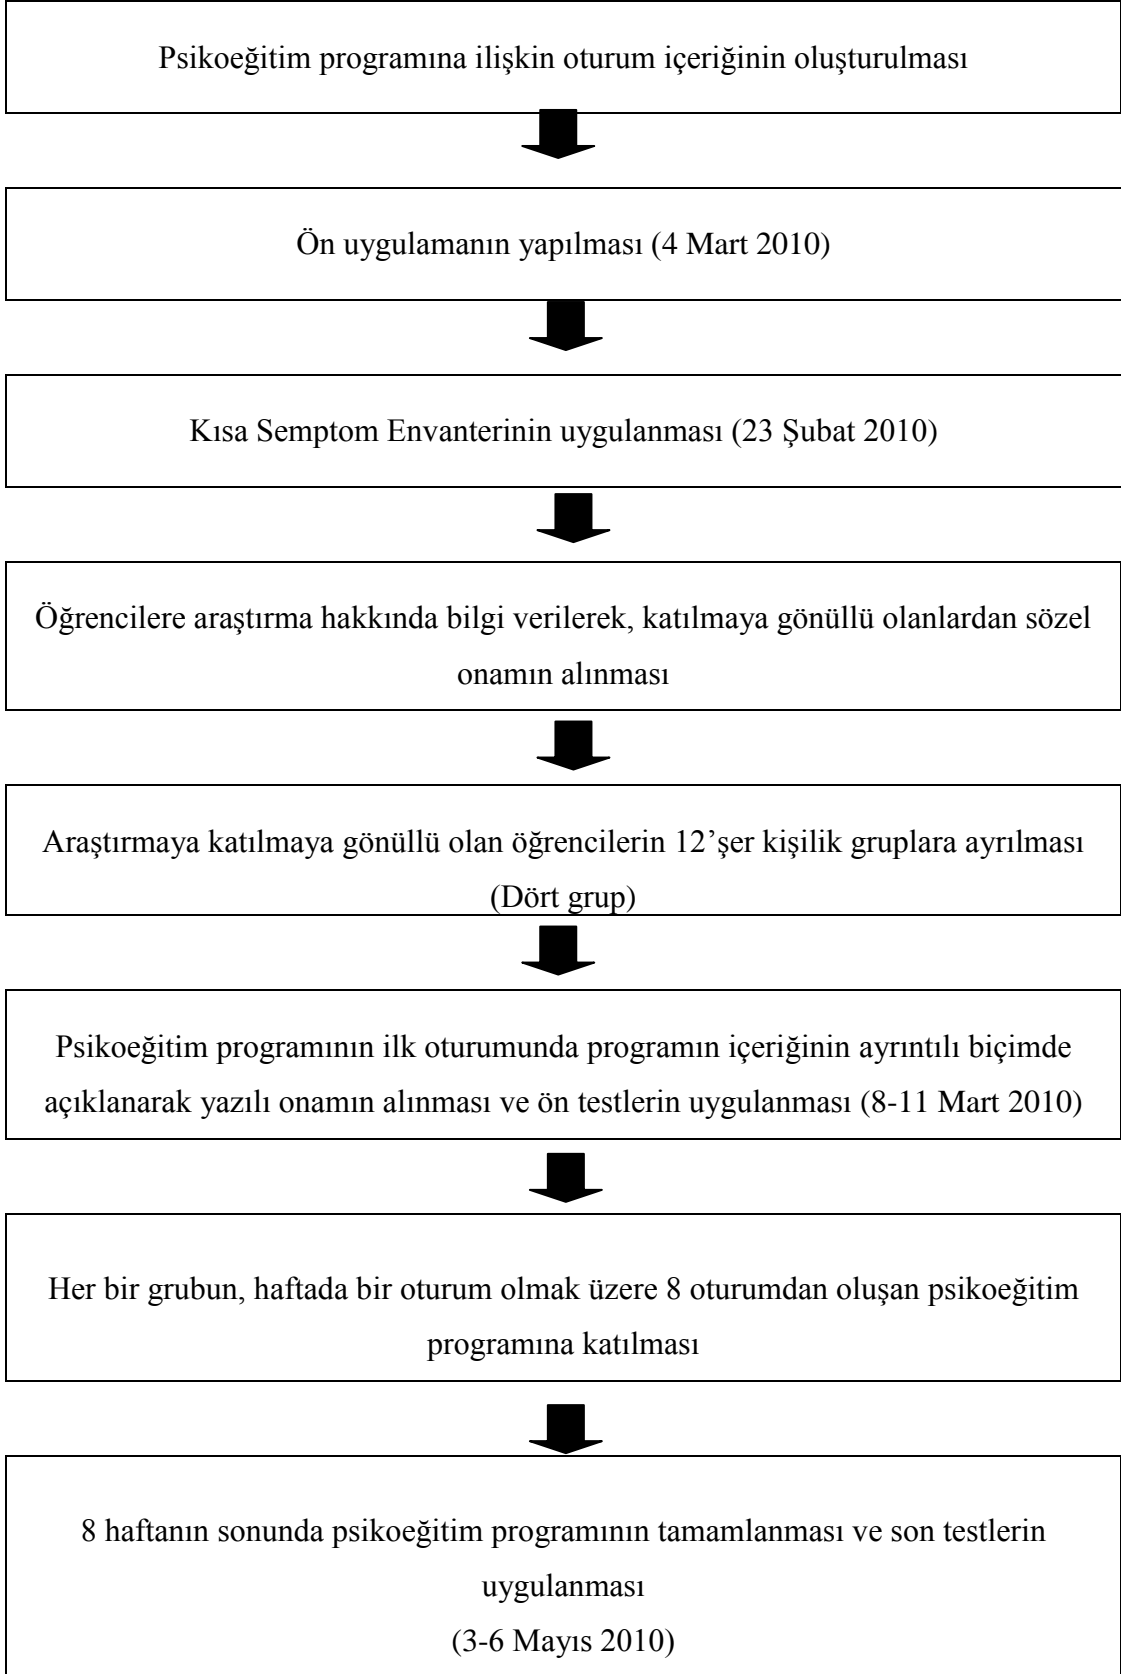 Psikoeğitim programına ilişkin oturum içeriğinin oluşturulması
Ön uygulamanın yapılması (4 Mart 2010)
Kısa Semptom Envanterinin uygulanması (23 Şubat 2010)
Öğrencilere araştırma hakkında bilgi verilerek, katılmaya gönüllü olanlardan sözel
onamın alınması
Araştırmaya katılmaya gönüllü olan öğrencilerin 12’şer kişilik gruplara ayrılması
(Dört grup)
Psikoeğitim programının ilk oturumunda programın içeriğinin ayrıntılı biçimde
açıklanarak yazılı onamın alınması ve ön testlerin uygulanması (8-11 Mart 2010)
Her bir grubun, haftada bir oturum olmak üzere 8 oturumdan oluşan psikoeğitim
programına katılması
8 haftanın sonunda psikoeğitim programının tamamlanması ve son testlerin
uygulanması
(3-6 Mayıs 2010)